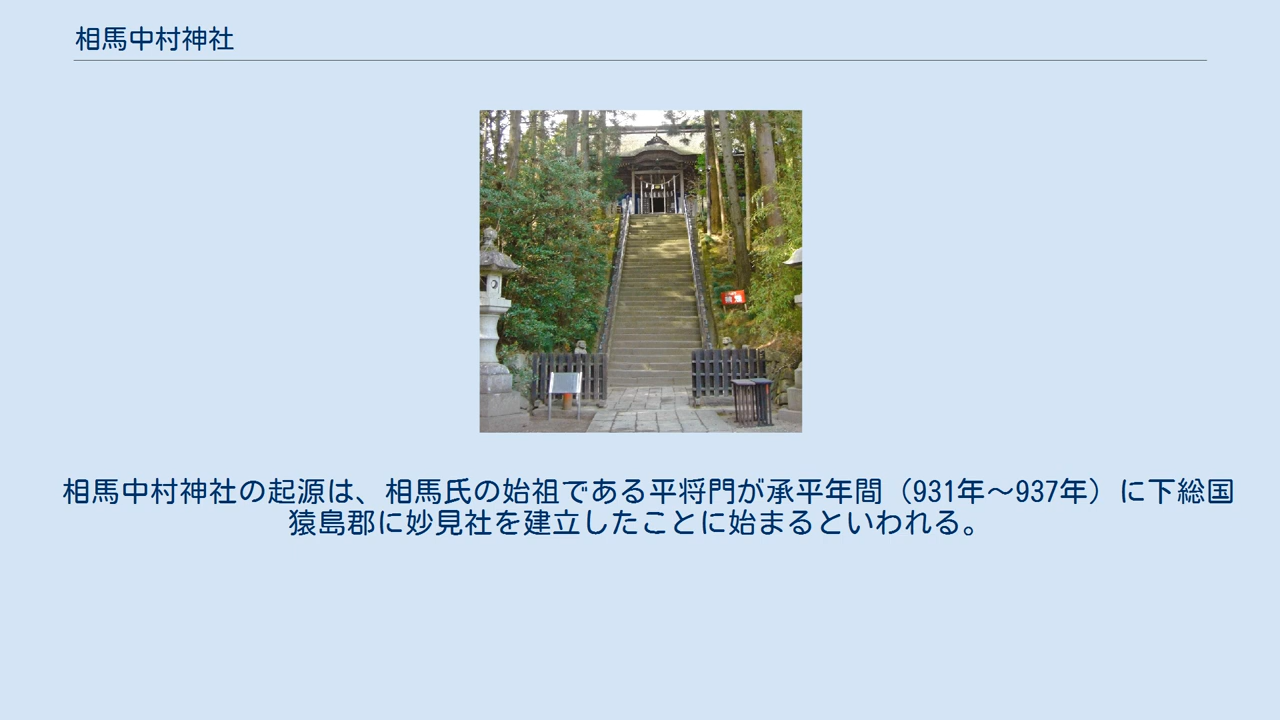 相馬中村神社
相馬中村神社の起源は、相馬氏の始祖である平将門が承平年間（931年～937年）に下総国
猿島郡に妙見社を建立したことに始まるといわれる。